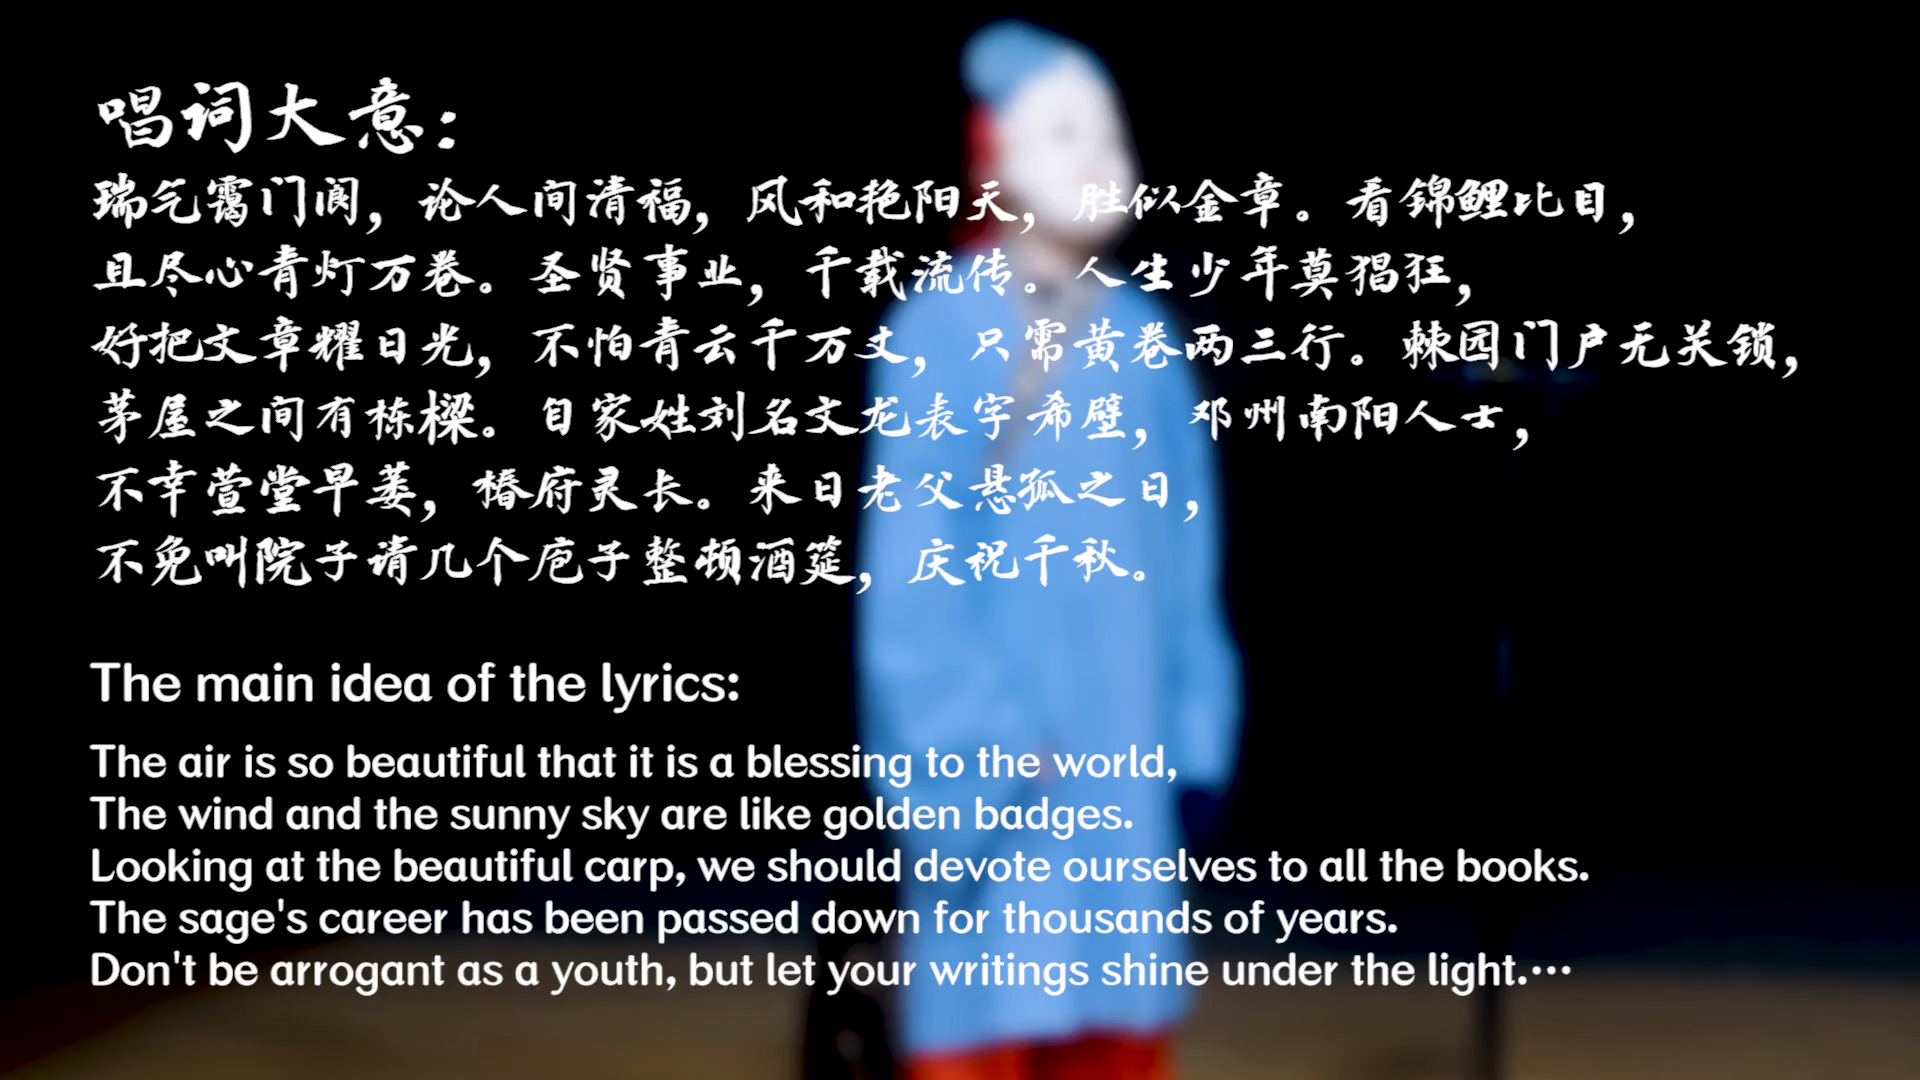 唱词大意：
瑞气霭门阆，论人间清福，风和艳阳天，胜似金章。看锦鲤比目，
且尽心青灯万卷。圣贤事业，千载流传。人生少年莫猖狂，
好把文章耀日光，不怕青云千万丈，只需黄卷两三行。棘园门户无关锁，
茅屋之间有栋樑。自家姓刘名文龙表字希壁，邓州南阳人士，
不幸萱堂早萎，椿府灵长。来日老父悬孤之日，
不免叫院子请几个庖子整顿酒筵，庆祝千秋。
The main idea of the lyrics:
The air is so beautiful that it is a blessing to the world,
The wind and the sunny sky are like golden badges.
Looking at the beautiful carp, we should devote ourselves to all the books.
The sage's career has been passed down for thousands of years.
Don't be arrogant as a youth, but let your writings shine under the light.···